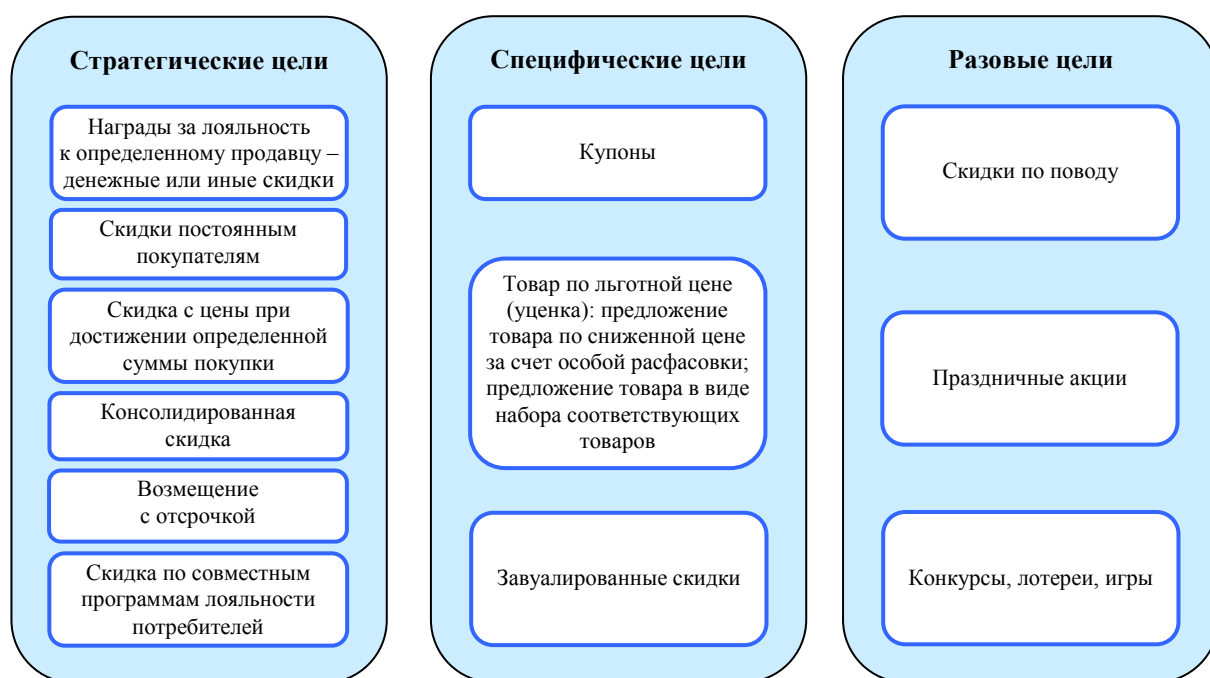 Стратегические цели
Награды за лояльность
к определенному продавцу –
денежные или иные скидки
Скидки постоянным
покупателям
Скидка с цены при
достижении определенной
суммы покупки
Консолидированная
скидка
Возмещение
с отсрочкой
Скидка по совместным
программам лояльности
потребителей
Специфические цели
Купоны
Товар по льготной цене
(уценка): предложение
товара по сниженной цене
за счет особой расфасовки;
предложение товара в виде
набора соответствующих
товаров
Завуалированные скидки
Разовые цели
Скидки по поводу
Праздничные акции
Конкурсы, лотереи, игры